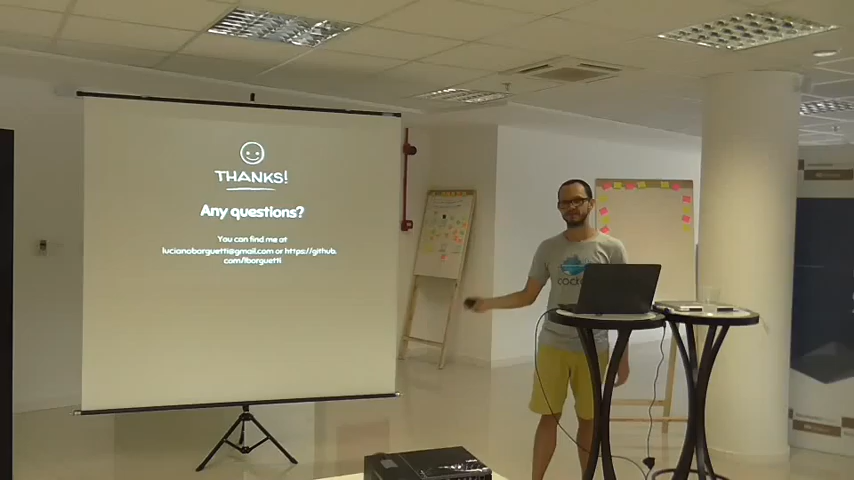 THANKS!
Any questions?
You can find me at
lucianoborguetti@gmail.com or https://github.
com/lborguetti